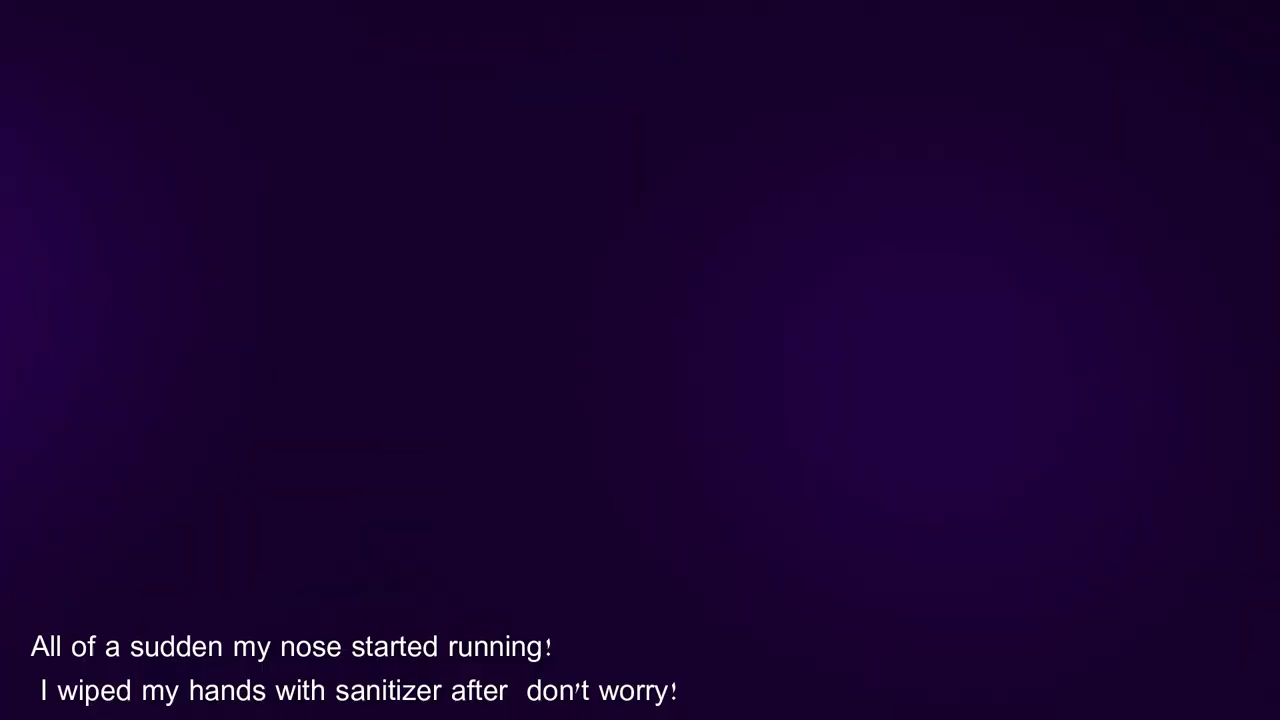 All of a sudden my nose started running!
I wiped my hands with sanitizer after  don't worry!